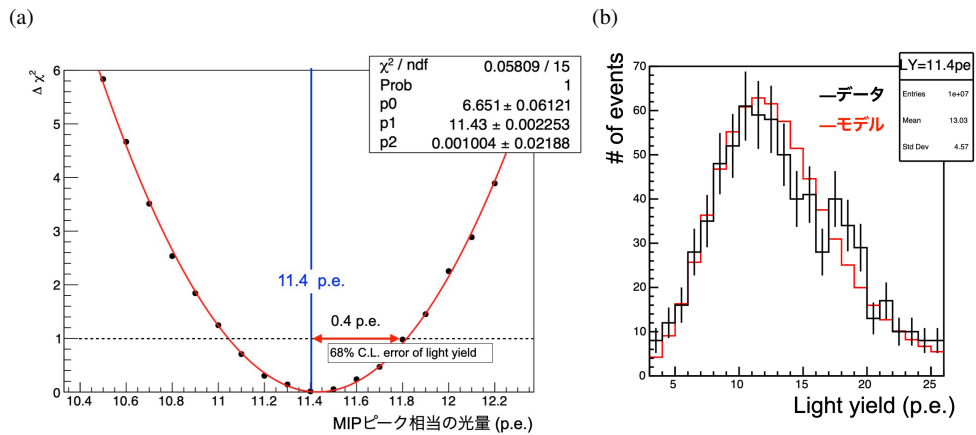 (a)
χ² / ndf 0.05809 / 15
Prob 1
p0 6.651 ± 0.06121
p1 11.43 ± 0.002253
p2 0.001004 ± 0.02188
Δ χ²
6
5
4
3
2
1
0
11.4 p.e.
0.4 p.e.
68% C.L. error of light yield
10.4 10.6 10.8 11 11.2 11.4 11.6 11.8 12 12.2
MIPピーク相当の光量 (p.e.)
(b)
LY=11.4pe
Entries 1e+07
Mean 13.03
Std Dev 4.57
データ
モデル
# of events
70
60
50
40
30
20
10
0
5 10 15 20 25
Light yield (p.e.)